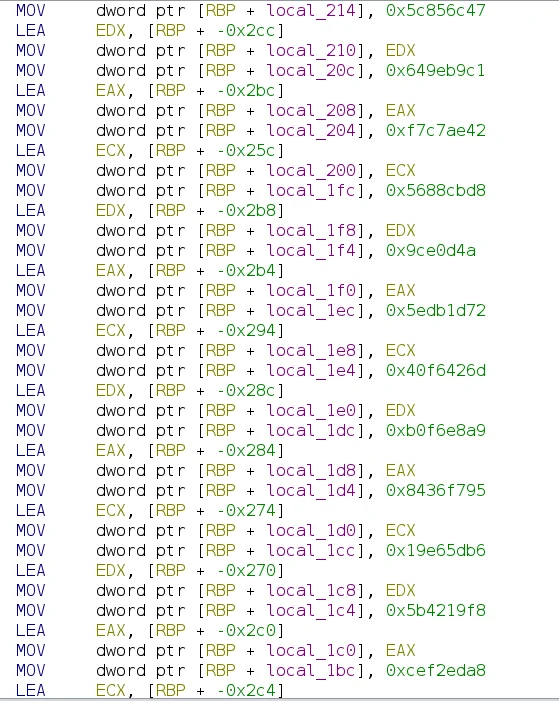 MOV dword ptr [RBP + local_214], 0x5c856c47
LEA EDX, [RBP + -0x2cc]
MOV dword ptr [RBP + local_210], EDX
MOV dword ptr [RBP + local_20c], 0x649eb9c1
LEA EAX, [RBP + -0x2bc]
MOV dword ptr [RBP + local_208], EAX
MOV dword ptr [RBP + local_204], 0xf7c7ae42
LEA ECX, [RBP + -0x25c]
MOV dword ptr [RBP + local_200], ECX
MOV dword ptr [RBP + local_1fc], 0x5688cbd8
LEA EDX, [RBP + -0x2b8]
MOV dword ptr [RBP + local_1f8], EDX
MOV dword ptr [RBP + local_1f4], 0x9ce0d4a
LEA EAX, [RBP + -0x2b4]
MOV dword ptr [RBP + local_1f0], EAX
MOV dword ptr [RBP + local_1ec], 0x5edb1d72
LEA ECX, [RBP + -0x294]
MOV dword ptr [RBP + local_1e8], ECX
MOV dword ptr [RBP + local_1e4], 0x40f6426d
LEA EDX, [RBP + -0x28c]
MOV dword ptr [RBP + local_1e0], EDX
MOV dword ptr [RBP + local_1dc], 0xb0f6e8a9
LEA EAX, [RBP + -0x284]
MOV dword ptr [RBP + local_1d8], EAX
MOV dword ptr [RBP + local_1d4], 0x8436f795
LEA ECX, [RBP + -0x274]
MOV dword ptr [RBP + local_1d0], ECX
MOV dword ptr [RBP + local_1cc], 0x19e65db6
LEA EDX, [RBP + -0x270]
MOV dword ptr [RBP + local_1c8], EDX
MOV dword ptr [RBP + local_1c4], 0x5b4219f8
LEA EAX, [RBP + -0x2c0]
MOV dword ptr [RBP + local_1c0], EAX
MOV dword ptr [RBP + local_1bc], 0xcef2eda8
LEA ECX, [RBP + -0x2c4]